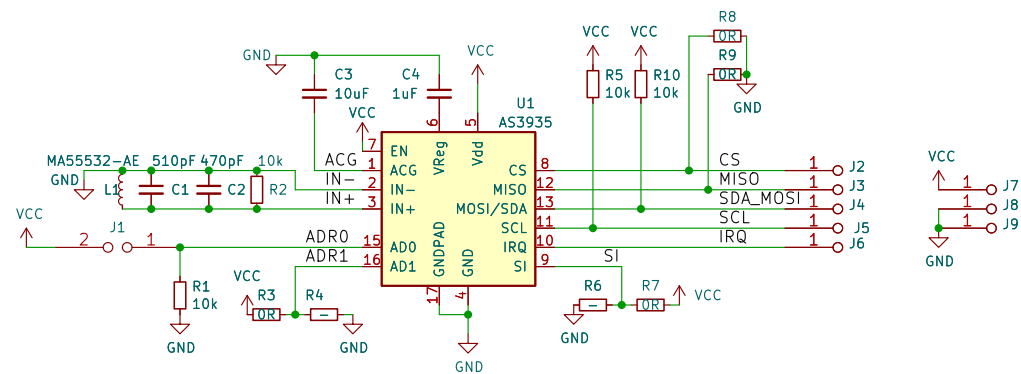 R8
0R
R9
0R
GND
VCC
VCC
R5
10k
R10
10k
VCC
GND
C3
10uF
C4
1uF
VCC
U1
AS3935
6
5
7
EN
VReg
Vdd
ACG
1
ACG
CS
8
CS
1
J2
MA55532-AE
510pF
470pF
10k
GND
L1
C1
C2
R2
IN-
2
IN-
MISO
12
MISO
1
J3
IN+
3
IN+
MOSI/SDA
13
SDA_MOSI
1
J4
SCL
11
SCL
1
J5
VCC
J1
2
1
ADR0
15
AD0
IRQ
10
IRQ
1
J6
ADR1
16
AD1
GNDPAD
GND
SI
9
SI
17
4
R1
10k
GND
VCC
R3
0R
R4
-
GND
GND
R6
-
GND
R7
0R
VCC
VCC
1
J7
1
J8
1
J9
GND